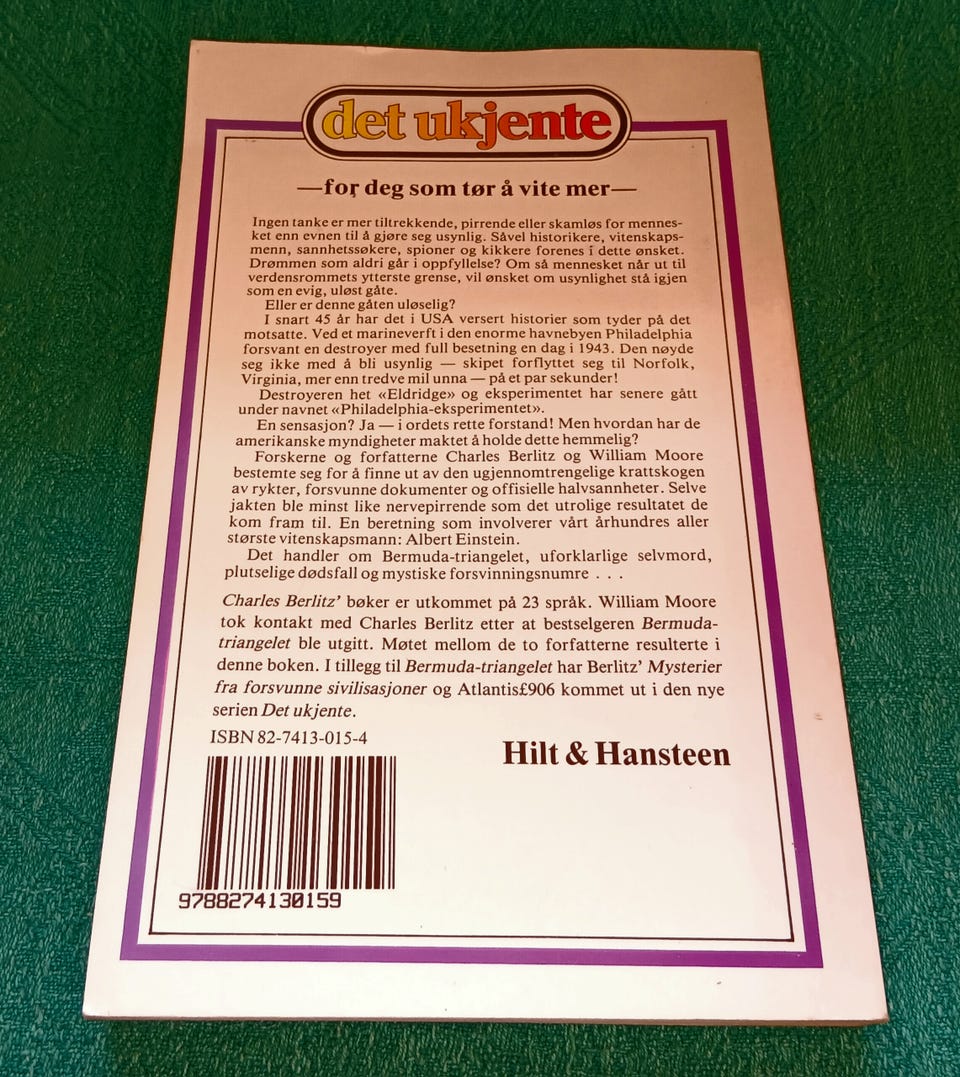 det ukjente
—for deg som tør å vite mer—
Ingen tanke er mer tiltrekkende, pirrende eller skamløs for mennes-
ket enn evnen til å gjøre seg usynlig. Såvel historikere, vitenskaps-
menn, sannhetssøkere, spioner og kikkere forenes i dette ønsket.
Drømmen som aldri går i oppfyllelse? Om så mennesket når ut til
verdensrommets ytterste grense, vil ønsket om usynlighet stå igjen
som en evig, uløst gåte.
Eller er denne gåten uløselig?
I snart 45 år har det i USA versert historier som tyder på det
motsatte. Ved et marineverft i den enorme havnebyen Philadelphia
forsvant en destroyer med full besetning en dag i 1943. Den nøyde
seg ikke med å bli usynlig — skipet forflyttet seg til Norfolk,
Virginia, mer enn tredve mil unna — på et par sekunder!
Destroyeren het «Eldridge» og eksperimentet har senere gått
under navnet «Philadelphia-eksperimentet».
En sensasjon? Ja — i ordets rette forstand! Men hvordan har de
amerikanske myndigheter maktet å holde dette hemmelig?
Forskerne og forfatterne Charles Berlitz og William Moore
bestemte seg for å finne ut av den ugjennomtrengelige krattskogen
av rykter, forsvunne dokumenter og offisielle halvsannheter. Selve
jakten ble minst like nervepirrende som det utrolige resultatet de
kom fram til. En beretning som involverer vårt århundres aller
største vitenskapsmann: Albert Einstein.
Det handler om Bermuda-triangelet, uforklarlige selvmord,
plutselige dødsfall og mystiske forsvinningsnumre . . .
Charles Berlitz’ bøker er utkommet på 23 språk. William Moore
tok kontakt med Charles Berlitz etter at bestselgeren Bermuda-
triangelet ble utgitt. Møtet mellom de to forfatterne resulterte i
denne boken. I tillegg til Bermuda-triangelet har Berlitz’ Mysterier
fra forsvunne sivilisasjoner og Atlantis£906 kommet ut i den nye
serien Det ukjente.
ISBN 82-7413-015-4
Hilt & Hansteen
9788274130159